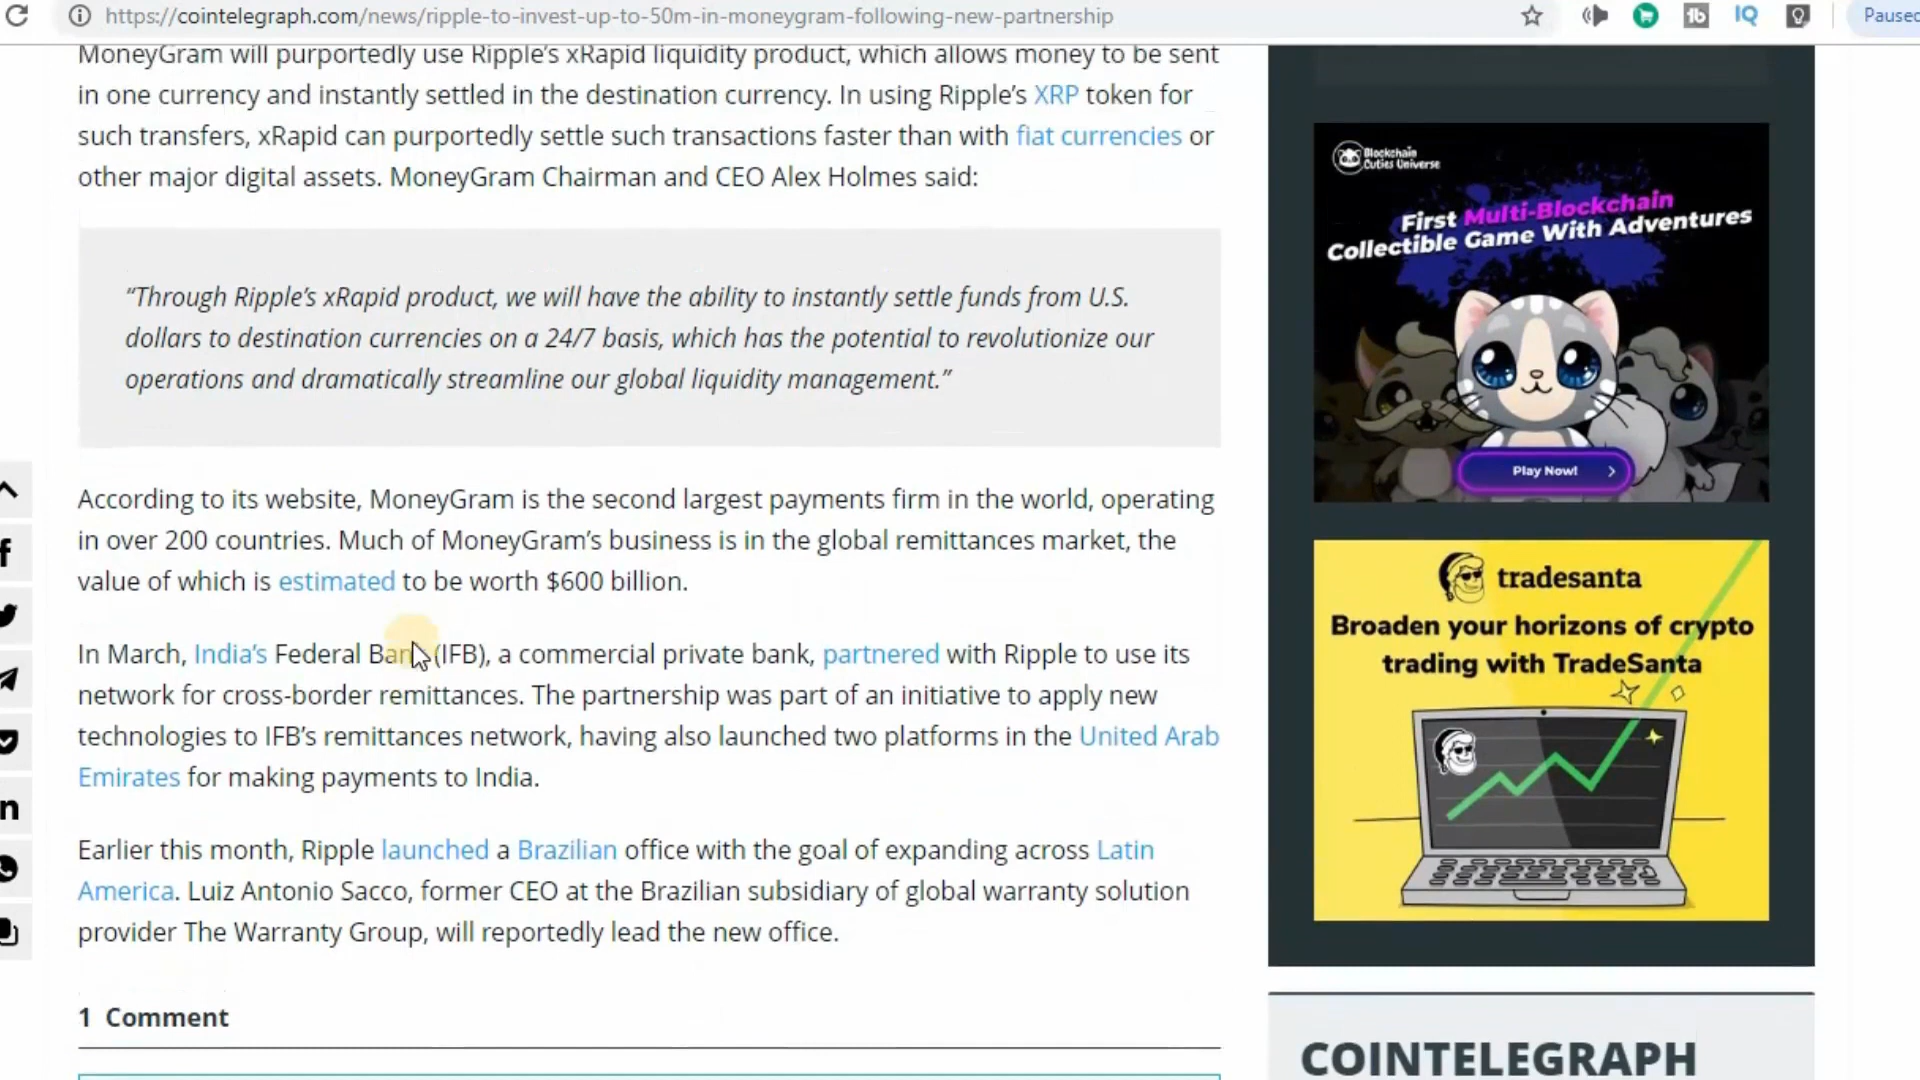 https://cointelegraph.com/news/ripple-to-invest-up-to-50m-in-moneygram-following-new-partnership
Paused
MoneyGram will purportedly use Ripple's xRapid liquidity product, which allows money to be sent
in one currency and instantly settled in the destination currency. In using Ripple's XRP token for
such transfers, xRapid can purportedly settle such transactions faster than with fiat currencies or
other major digital assets. MoneyGram Chairman and CEO Alex Holmes said:
“Through Ripple's xRapid product, we will have the ability to instantly settle funds from U.S.
dollars to destination currencies on a 24/7 basis, which has the potential to revolutionize our
operations and dramatically streamline our global liquidity management.”
According to its website, MoneyGram is the second largest payments firm in the world, operating
in over 200 countries. Much of MoneyGram's business is in the global remittances market, the
value of which is estimated to be worth $600 billion.
In March, India's Federal Bank (IFB), a commercial private bank, partnered with Ripple to use its
network for cross-border remittances. The partnership was part of an initiative to apply new
technologies to IFB's remittances network, having also launched two platforms in the United Arab
Emirates for making payments to India.
Earlier this month, Ripple launched a Brazilian office with the goal of expanding across Latin
America. Luiz Antonio Sacco, former CEO at the Brazilian subsidiary of global warranty solution
provider The Warranty Group, will reportedly lead the new office.
1 Comment
Blockchain
Cuties Universe
First Multi-Blockchain
Collectible Game With Adventures
Play Now!
tradesanta
Broaden your horizons of crypto
trading with TradeSanta
COINTELEGRAPH